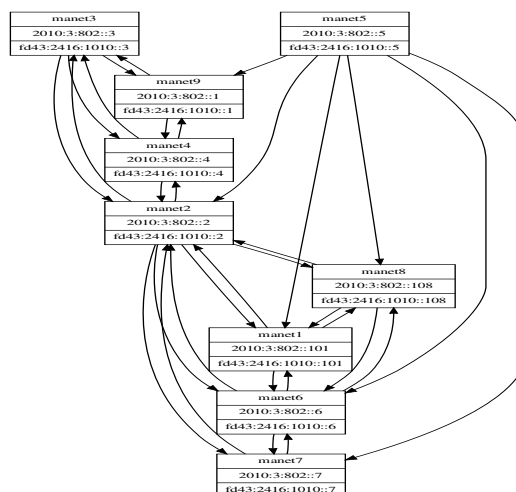 manet3
2010:3:802::3
fd43:2416:1010::3
manet5
2010:3:802::5
fd43:2416:1010::5
manet9
2010:3:802::1
fd43:2416:1010::1
manet4
2010:3:802::4
fd43:2416:1010::4
manet2
2010:3:802::2
fd43:2416:1010::2
manet8
2010:3:802::108
fd43:2416:1010::108
manet1
2010:3:802::101
fd43:2416:1010::101
manet6
2010:3:802::6
fd43:2416:1010::6
manet7
2010:3:802::7
fd43:2416:1010::7